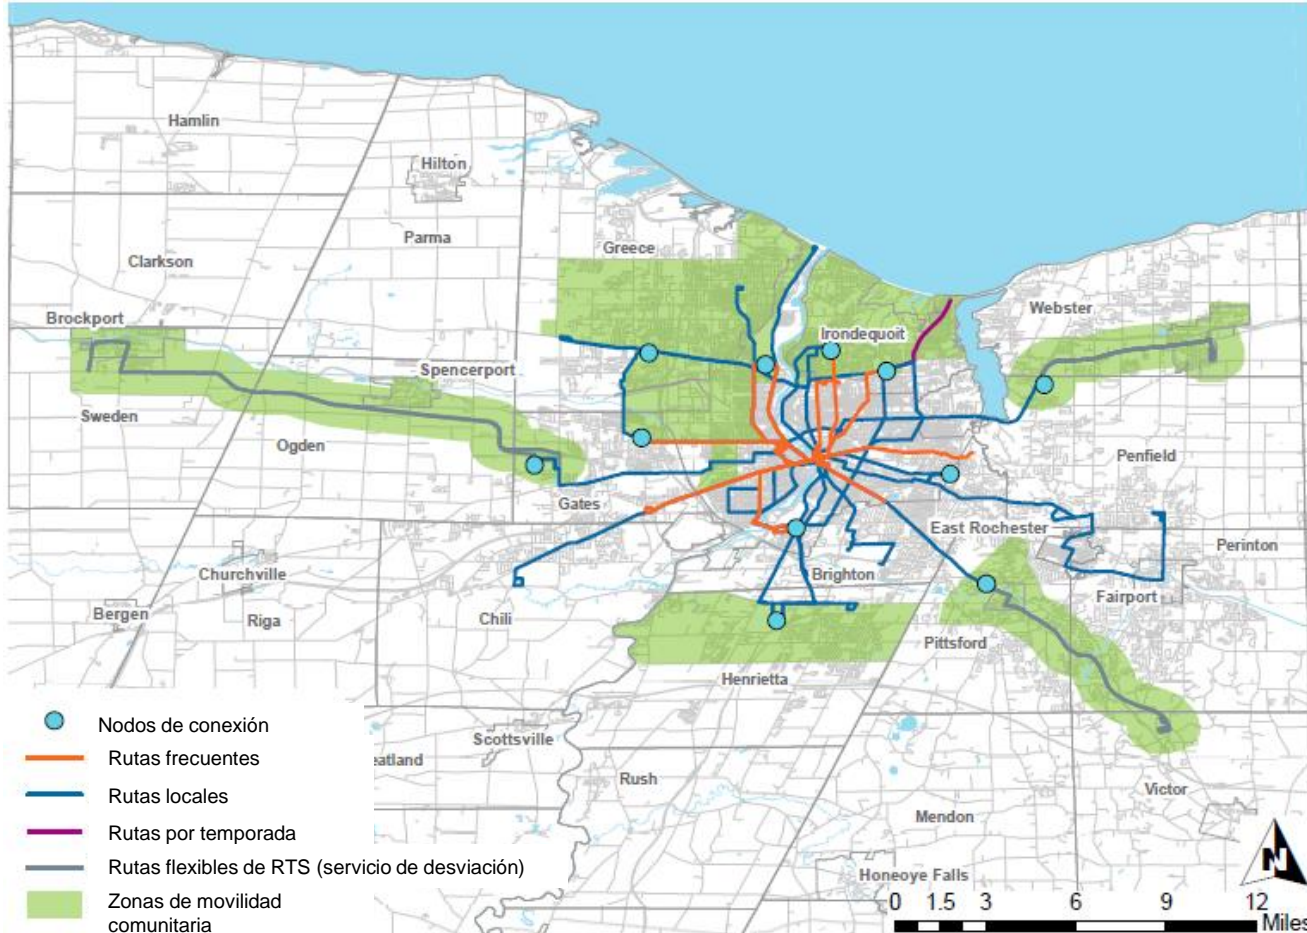 Hamlin
Hilton
Parma
Greece
Clarkson
Brockport
Webster
Irondequoit
Spencerport
Sweden
Ogden
Penfield
Gates
East Rochester
Perinton
Churchville
Brighton
Bergen
Riga
Chili
Fairport
Pittsford
Henrietta
Nodos de conexión
Scottsville
Rutas frecuentes
eatland
Rush
Rutas locales
Victor
Mendon
Rutas por temporada
Rutas flexibles de RTS (servicio de desviación)
Honeoye Falls
N
Zonas de movilidad
comunitaria
0 1.5 3 6 9 12
Miles